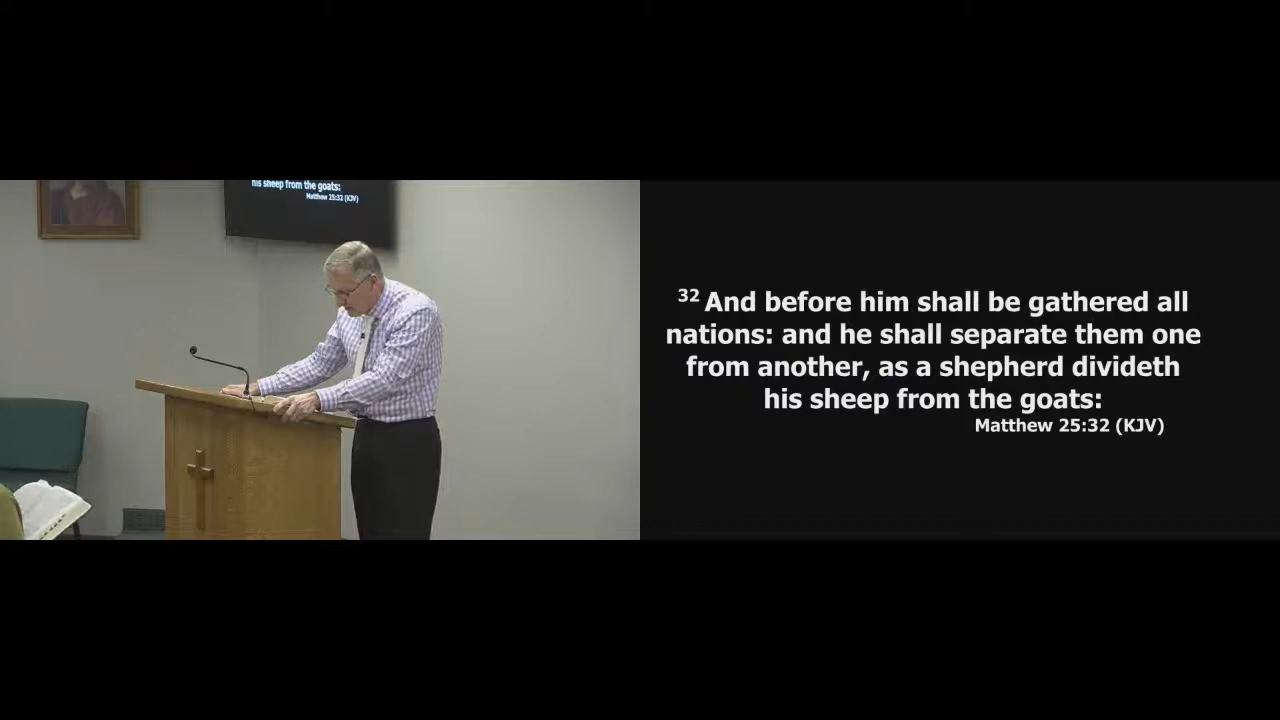 his sheep from the goats:
Matthew 25:32 (KJV)
32 And before him shall be gathered all
nations: and he shall separate them one
from another, as a shepherd divideth
his sheep from the goats:
Matthew 25:32 (KJV)